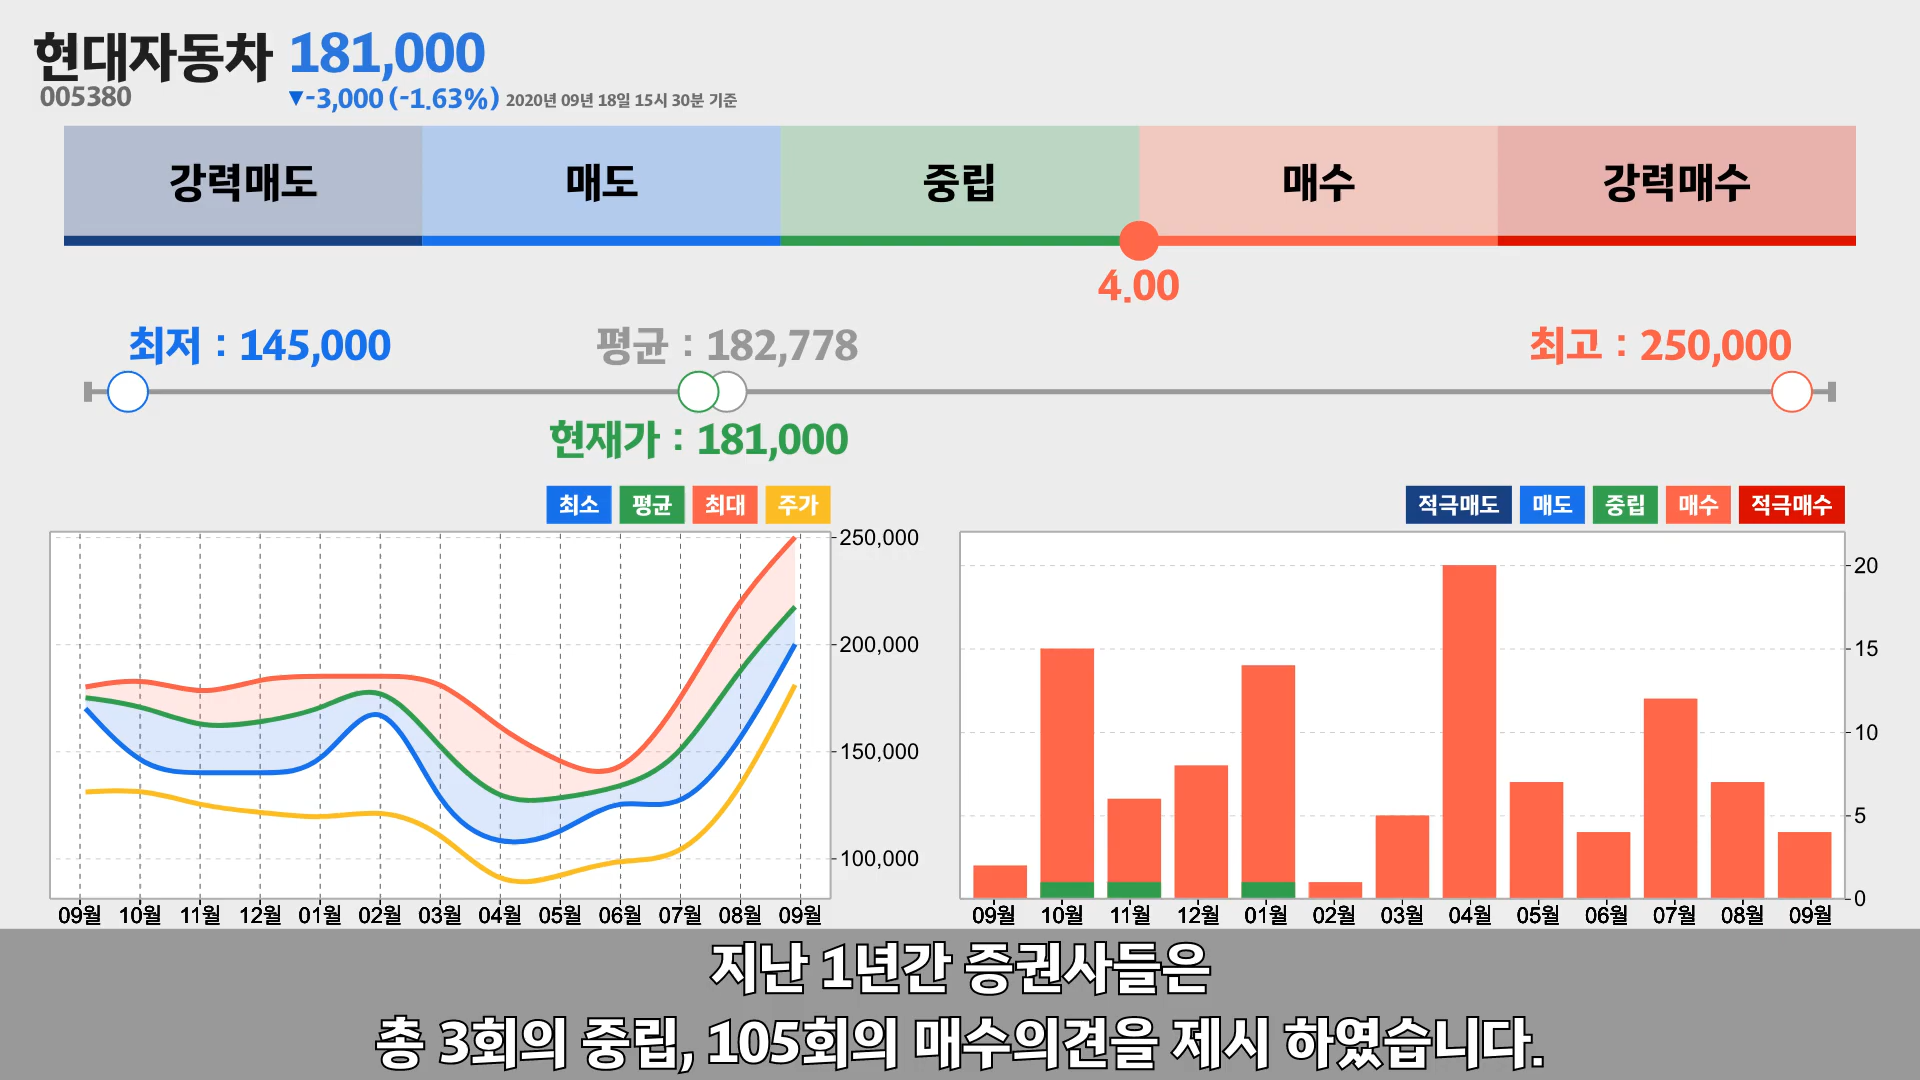 현대자동차 181,000
005380 ▼-3,000 (-1.63%) 2020년 09년 18일 15시 30분 기준
강력매도 매도 중립 매수 강력매수
4.00
최저 : 145,000 평균 : 182,778 최고 : 250,000
현재가 : 181,000
최소 평균 최대 주가
250,000
200,000
150,000
100,000
09월 10월 11월 12월 01월 02월 03월 04월 05월 06월 07월 08월 09월
적극매도 매도 중립 매수 적극매수
20
15
10
5
0
09월 10월 11월 12월 01월 02월 03월 04월 05월 06월 07월 08월 09월
지난 1년간 증권사들은
총 3회의 중립, 105회의 매수의견을 제시 하였습니다.